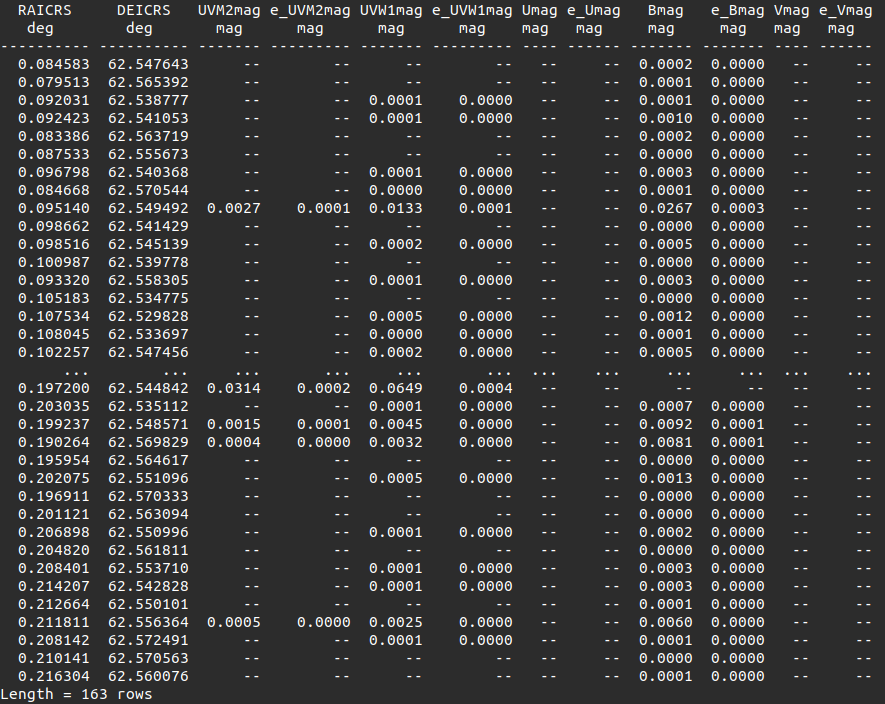 RAICRS DEICRS UVM2mag e_UVM2mag UVW1mag e_UVW1mag Umag e_Umag Bmag e_Bmag Vmag e_Vmag
deg deg mag mag mag mag mag mag mag mag mag mag
---------- --------- ------- --------- ------- --------- ---- ------ ------ ------- ---- ------
0.084583 62.547643 -- -- -- -- -- -- 0.0002 0.0000 -- --
0.079513 62.565392 -- -- -- -- -- -- 0.0001 0.0000 -- --
0.092031 62.538777 -- -- 0.0001 0.0000 -- -- 0.0001 0.0000 -- --
0.092423 62.541053 -- -- 0.0001 0.0000 -- -- 0.0010 0.0000 -- --
0.083386 62.563719 -- -- -- -- -- -- 0.0002 0.0000 -- --
0.087533 62.555673 -- -- -- -- -- -- 0.0000 0.0000 -- --
0.096798 62.540368 -- -- 0.0001 0.0000 -- -- 0.0003 0.0000 -- --
0.084668 62.570544 -- -- 0.0000 0.0000 -- -- 0.0001 0.0000 -- --
0.095140 62.549492 0.0027 0.0001 0.0133 0.0001 -- -- 0.0267 0.0003 -- --
0.098662 62.541429 -- -- -- -- -- -- 0.0000 0.0000 -- --
0.098516 62.545139 -- -- 0.0002 0.0000 -- -- 0.0005 0.0000 -- --
0.100987 62.539778 -- -- -- -- -- -- 0.0000 0.0000 -- --
0.093320 62.558305 -- -- 0.0001 0.0000 -- -- 0.0003 0.0000 -- --
0.105183 62.534775 -- -- -- -- -- -- 0.0000 0.0000 -- --
0.107534 62.529828 -- -- 0.0005 0.0000 -- -- 0.0012 0.0000 -- --
0.108045 62.533697 -- -- 0.0000 0.0000 -- -- 0.0001 0.0000 -- --
0.102257 62.547456 -- -- 0.0002 0.0000 -- -- 0.0005 0.0000 -- --
... ... ... ... ... ... ... ... ... ... ... ...
0.197200 62.544842 0.0314 0.0002 0.0649 0.0004 -- -- -- -- -- --
0.203035 62.535112 -- -- 0.0001 0.0000 -- -- 0.0007 0.0000 -- --
0.199237 62.548571 0.0015 0.0001 0.0045 0.0000 -- -- 0.0092 0.0001 -- --
0.190264 62.569829 0.0004 0.0000 0.0032 0.0000 -- -- 0.0081 0.0001 -- --
0.195954 62.564617 -- -- -- -- -- -- 0.0000 0.0000 -- --
0.202075 62.551096 -- -- 0.0005 0.0000 -- -- 0.0013 0.0000 -- --
0.196911 62.570333 -- -- -- -- -- -- 0.0000 0.0000 -- --
0.201121 62.563094 -- -- -- -- -- -- 0.0000 0.0000 -- --
0.206898 62.550996 -- -- 0.0001 0.0000 -- -- 0.0002 0.0000 -- --
0.204820 62.561811 -- -- -- -- -- -- 0.0000 0.0000 -- --
0.208401 62.553710 -- -- 0.0001 0.0000 -- -- 0.0003 0.0000 -- --
0.214207 62.542828 -- -- 0.0001 0.0000 -- -- 0.0003 0.0000 -- --
0.212664 62.550101 -- -- -- -- -- -- 0.0001 0.0000 -- --
0.211811 62.556364 0.0005 0.0000 0.0025 0.0000 -- -- 0.0060 0.0000 -- --
0.208142 62.572491 -- -- 0.0001 0.0000 -- -- 0.0001 0.0000 -- --
0.210141 62.570563 -- -- -- -- -- -- 0.0000 0.0000 -- --
0.216304 62.560076 -- -- -- -- -- -- 0.0001 0.0000 -- --
Length = 163 rows